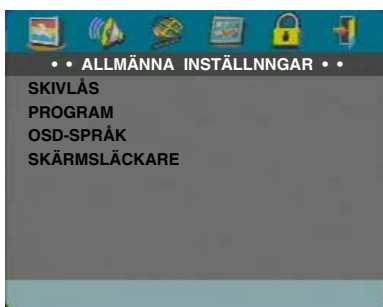 • • ALLMÄNNA INSTÄLLNNGAR • •
SKIVLÅS
PROGRAM
OSD-SPRÅK
SKÄRMSLÄCKARE